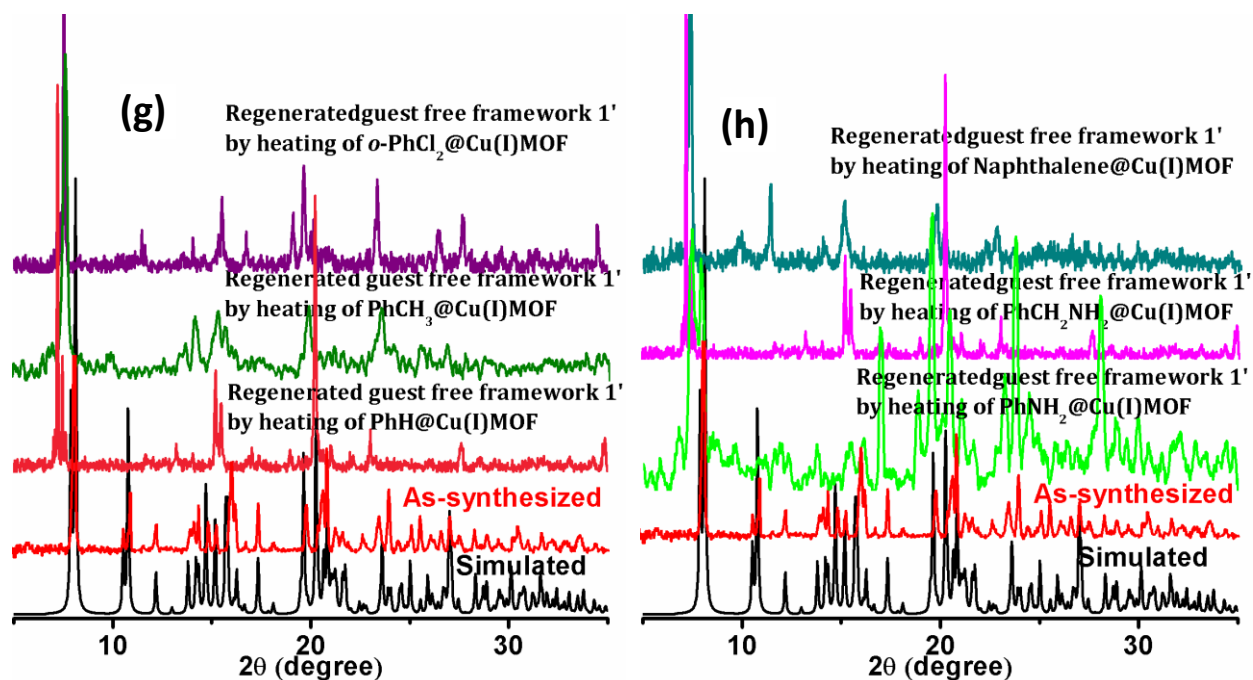 (g)
Regeneratedguest free framework 1'
by heating of o-PhCl₂@Cu(I)MOF
Regenerated guest free framework 1'
by heating of PhCH₃@Cu(I)MOF
Regenerated guest free framework 1'
by heating of PhH@Cu(I)MOF
As-synthesized
Simulated
10
20
30
2θ (degree)
(h)
Regeneratedguest free framework 1'
by heating of Naphthalene@Cu(I)MOF
Regeneratedguest free framework 1'
by heating of PhCH₂NH₂@Cu(I)MOF
Regeneratedguest free framework 1'
by heating of PhNH₂@Cu(I)MOF
As-synthesized
Simulated
10
20
30
2θ (degree)